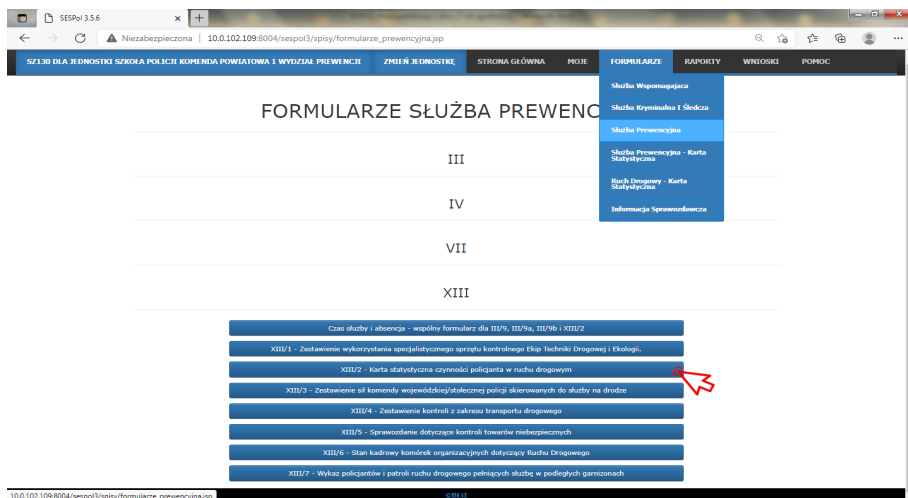 SESPol 3.5.6
Niezabezpieczona | 10.0.102.109:8004/sespol3/spisy/formularze_prewencyjna.jsp
SZ130 DLA JEDNOSTKI SZKOŁA POLICJI KOMENDA POWIATOWA 1 WYDZIAŁ PREWENCJI ZMIEŃ JEDNOSTKĘ STRONA GŁÓWNA MOJE FORMULARZE RAPORTY WNIOSKI POMOC
Służba Wspomagajaca
Służba Kryminalna I Śledcza
Służba Prewencyjna
Służba Prewencyjna - Karta
Statystyczna
Ruch Drogowy - Karta
Statystyczna
Informacja Sprawozdawcza
FORMULARZE SŁUŻBA PREWENC
III
IV
VII
XIII
Czas służby i absencja - wspólny formularz dla III/9, III/9a, III/9b i XIII/2
XIII/1 - Zestawienie wykorzystania specjalistycznego sprzętu kontrolnego Ekip Techniki Drogowej i Ekologii.
XIII/2 - Karta statystyczna czynności policjanta w ruchu drogowym
XIII/3 - Zestawienie sił komendy wojewódzkiej/stołecznej policji skierowanych do służby na drodze
XIII/4 - Zestawienie kontroli z zakresu transportu drogowego
XIII/5 - Sprawozdanie dotyczące kontroli towarów niebezpiecznych
XIII/6 - Stan kadrowy komórek organizacyjnych dotyczący Ruchu Drogowego
XIII/7 - Wykaz policjantów i patroli ruchu drogowego pełniących służbę w podległych garnizonach
10.0.102.109:8004/sespol3/spisy/formularze_prewencyjna.jsp